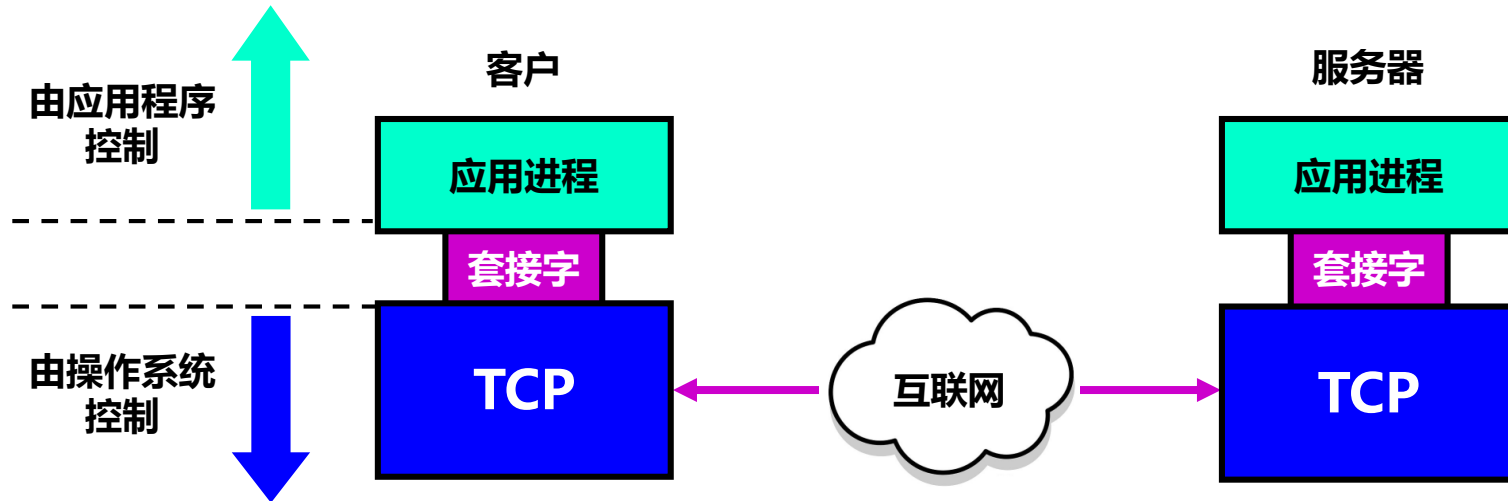 客户
服务器
由应用程序
控制
应用进程
应用进程
套接字
套接字
由操作系统
控制
TCP
互联网
TCP